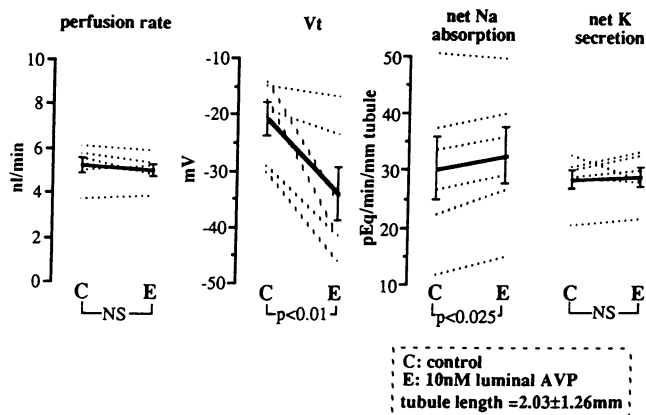 perfusion rate
Vt
net Na
absorption
net K
secretion
nl/min
10
8
6
4
2
0
C E
NS
mV
-10
-20
-30
-40
-50
C E
p<0.01
pEq/min/mm tubule
50
40
30
20
10
C E
p<0.025
C E
NS
C: control
E: 10nM luminal AVP
tubule length =2.03±1.26mm